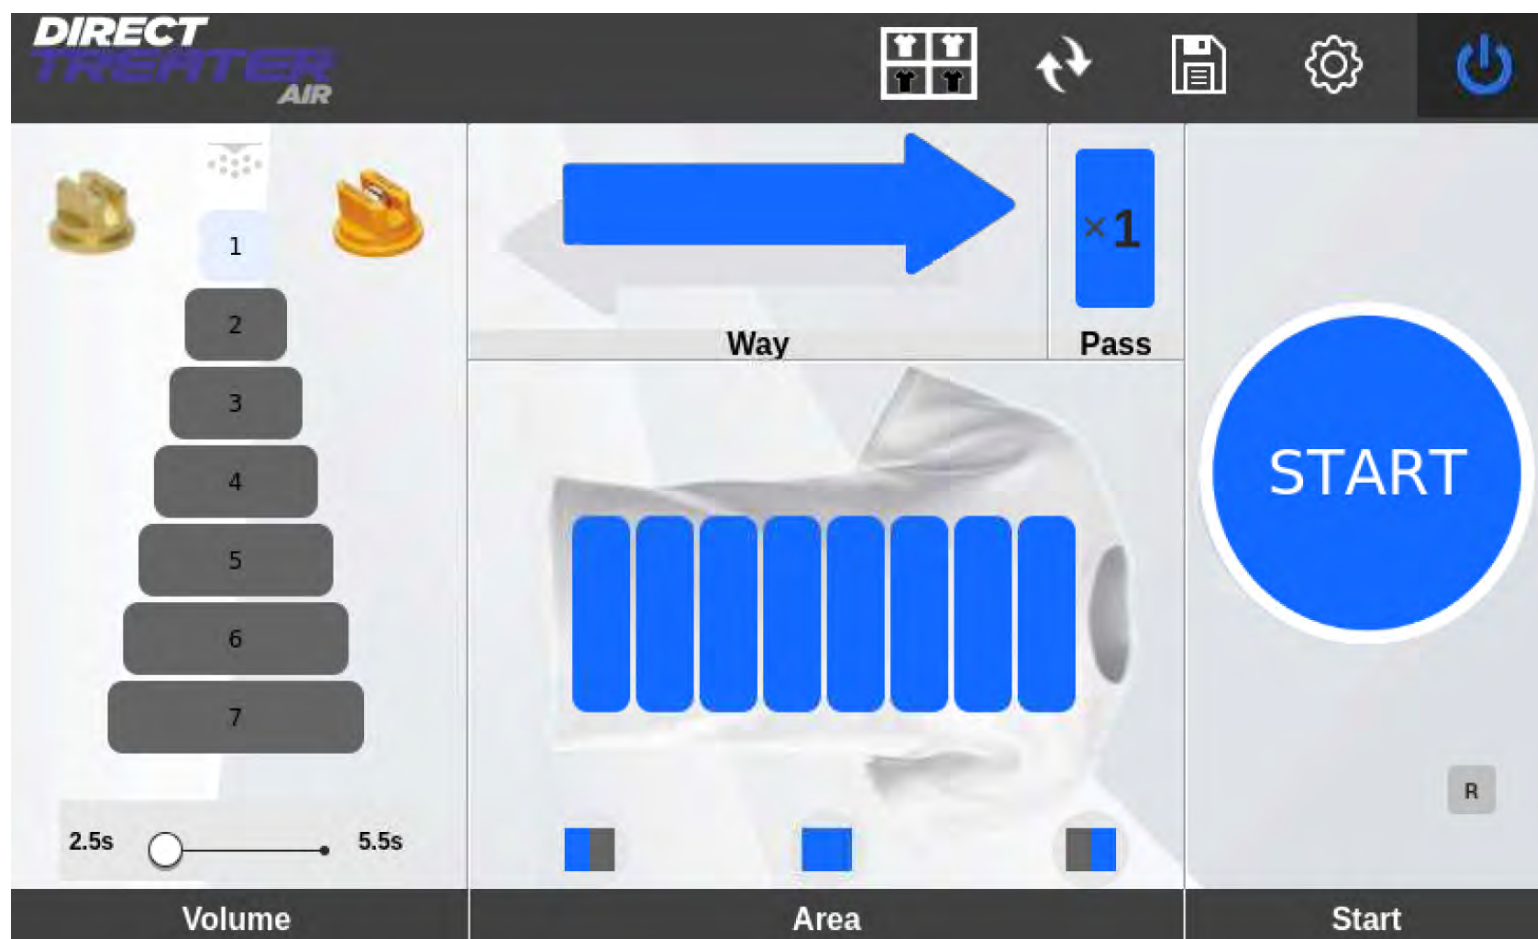 DIRECT
TREATER
AIR
1
2
3
4
5
6
7
2.5s
5.5s
Volume
×1
Way
Pass
Area
START
R
Start